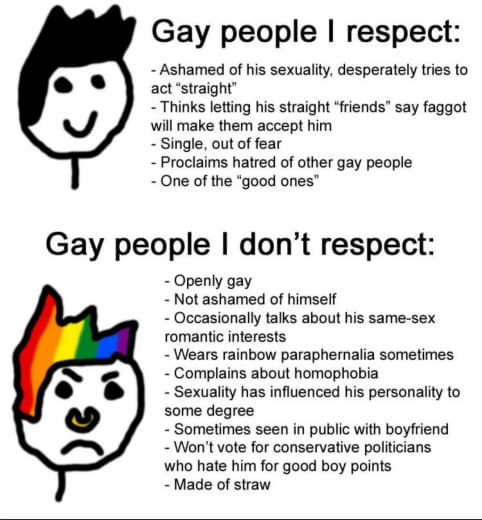 Gay people I respect:
- Ashamed of his sexuality, desperately tries to
act “straight”
- Thinks letting his straight “friends” say faggot
will make them accept him
- Single, out of fear
- Proclaims hatred of other gay people
- One of the “good ones”
Gay people I don’t respect:
- Openly gay
- Not ashamed of himself
- Occasionally talks about his same-sex
romantic interests
- Wears rainbow paraphernalia sometimes
- Complains about homophobia
- Sexuality has influenced his personality to
some degree
- Sometimes seen in public with boyfriend
- Won’t vote for conservative politicians
who hate him for good boy points
- Made of straw